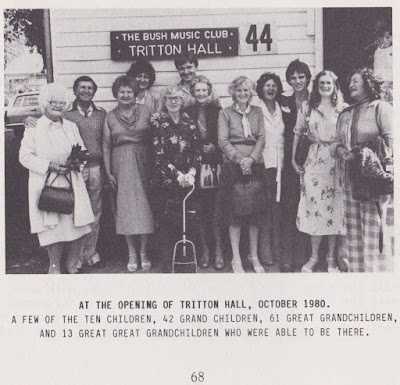 THE BUSH MUSIC CLUB
TRITTON HALL
44
AT THE OPENING OF TRITTON HALL, OCTOBER 1980.
A FEW OF THE TEN CHILDREN, 42 GRAND CHILDREN, 61 GREAT GRANDCHILDREN,
AND 13 GREAT GREAT GRANDCHILDREN WHO WERE ABLE TO BE THERE.
68